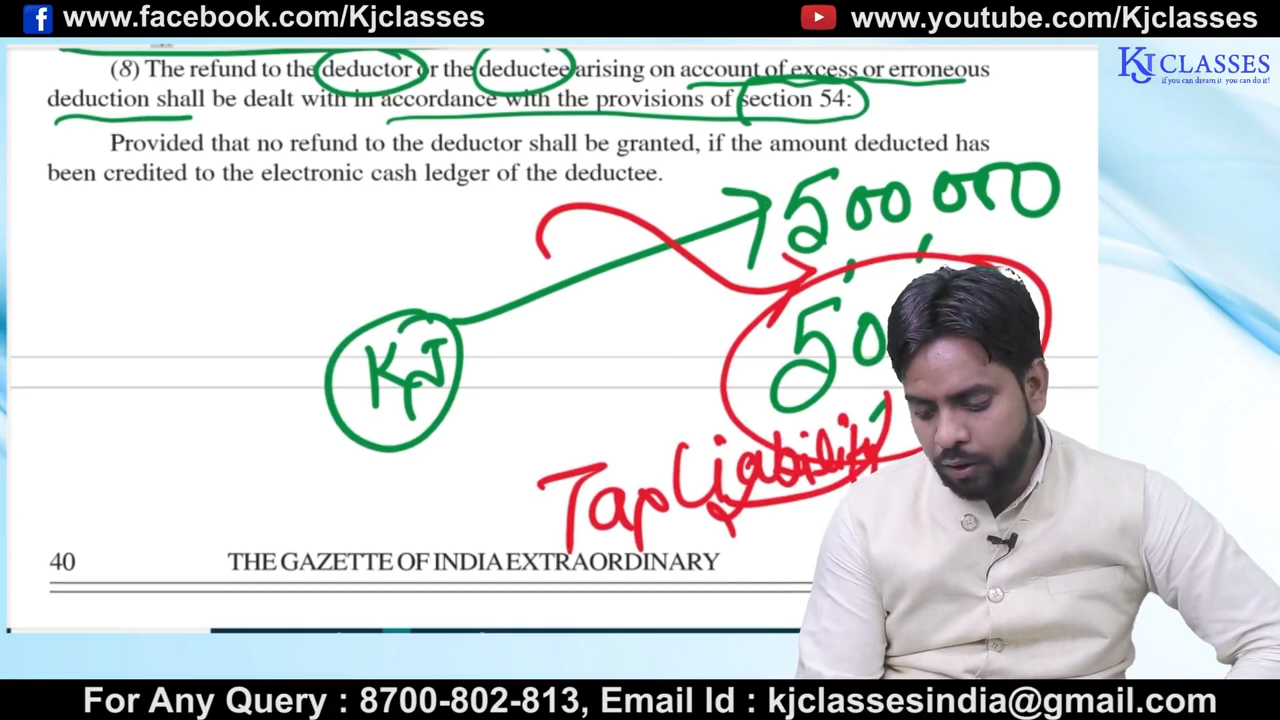 www.facebook.com/Kjclasses
www.youtube.com/Kjclasses
KJ CLASSES
if you can dream it you can do it!
(8) The refund to the deductor or the deductee arising on account of excess or erroneous
deduction shall be dealt with in accordance with the provisions of section 54:
Provided that no refund to the deductor shall be granted, if the amount deducted has
been credited to the electronic cash ledger of the deductee.
500 000
KJ
50
Tax Liability
40 THE GAZETTE OF INDIA EXTRAORDINARY
For Any Query : 8700-802-813, Email Id : kjclassesindia@gmail.com